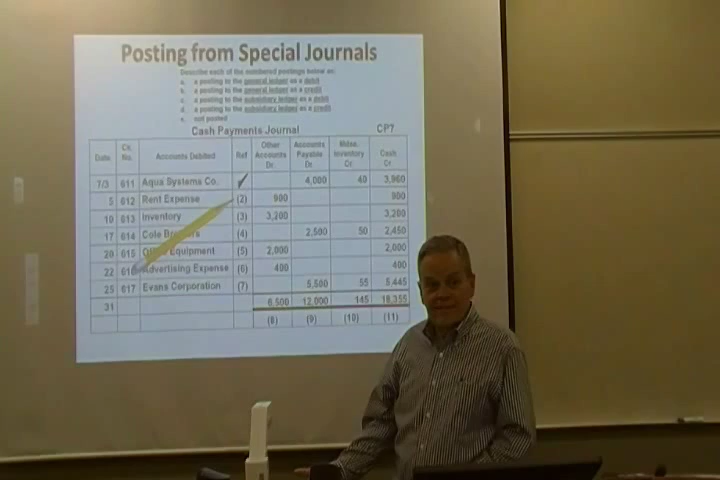 Posting from Special Journals
Describe each of the numbered postings below as:
a. a posting to the general ledger as a debit
b. a posting to the general ledger as a credit
c. a posting to the subsidiary ledger as a debit
d. a posting to the subsidiary ledger as a credit
e. not posted
Cash Payments Journal CP7
Date Ck. No. Accounts Debited Ref Other Accounts Dr. Accounts Payable Dr. Mdse. Inventory Cr. Cash Cr.
7/3 611 Aqua Systems Co. ✓ 4,000 40 3,960
5 612 Rent Expense (2) 900 900
10 613 Inventory (3) 3,200 3,200
17 614 Cole (4) 2,500 50 2,450
20 615 Equipment (5) 2,000 2,000
22 616 Advertising Expense (6) 400 400
25 617 Evans Corporation (7) 5,500 55 5,445
31 6,500 12,000 145 18,355
(8) (9) (10) (11)